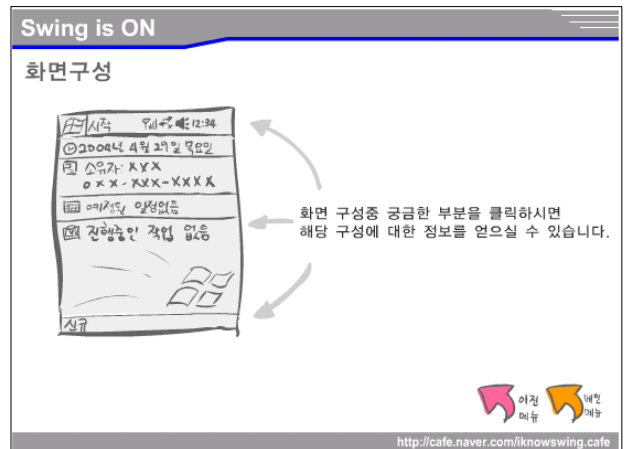 Swing is ON
화면구성
시작 12:34
2004년 4월 29일 목요일
소유자: XXX
0XX-XXX-XXXX
예정된 일정없음
진행중인 작업 없음
신규
화면 구성중 궁금한 부분을 클릭하시면
해당 구성에 대한 정보를 얻으실 수 있습니다.
이전
메뉴
메인
메뉴
http://cafe.naver.com/iknowswing.cafe